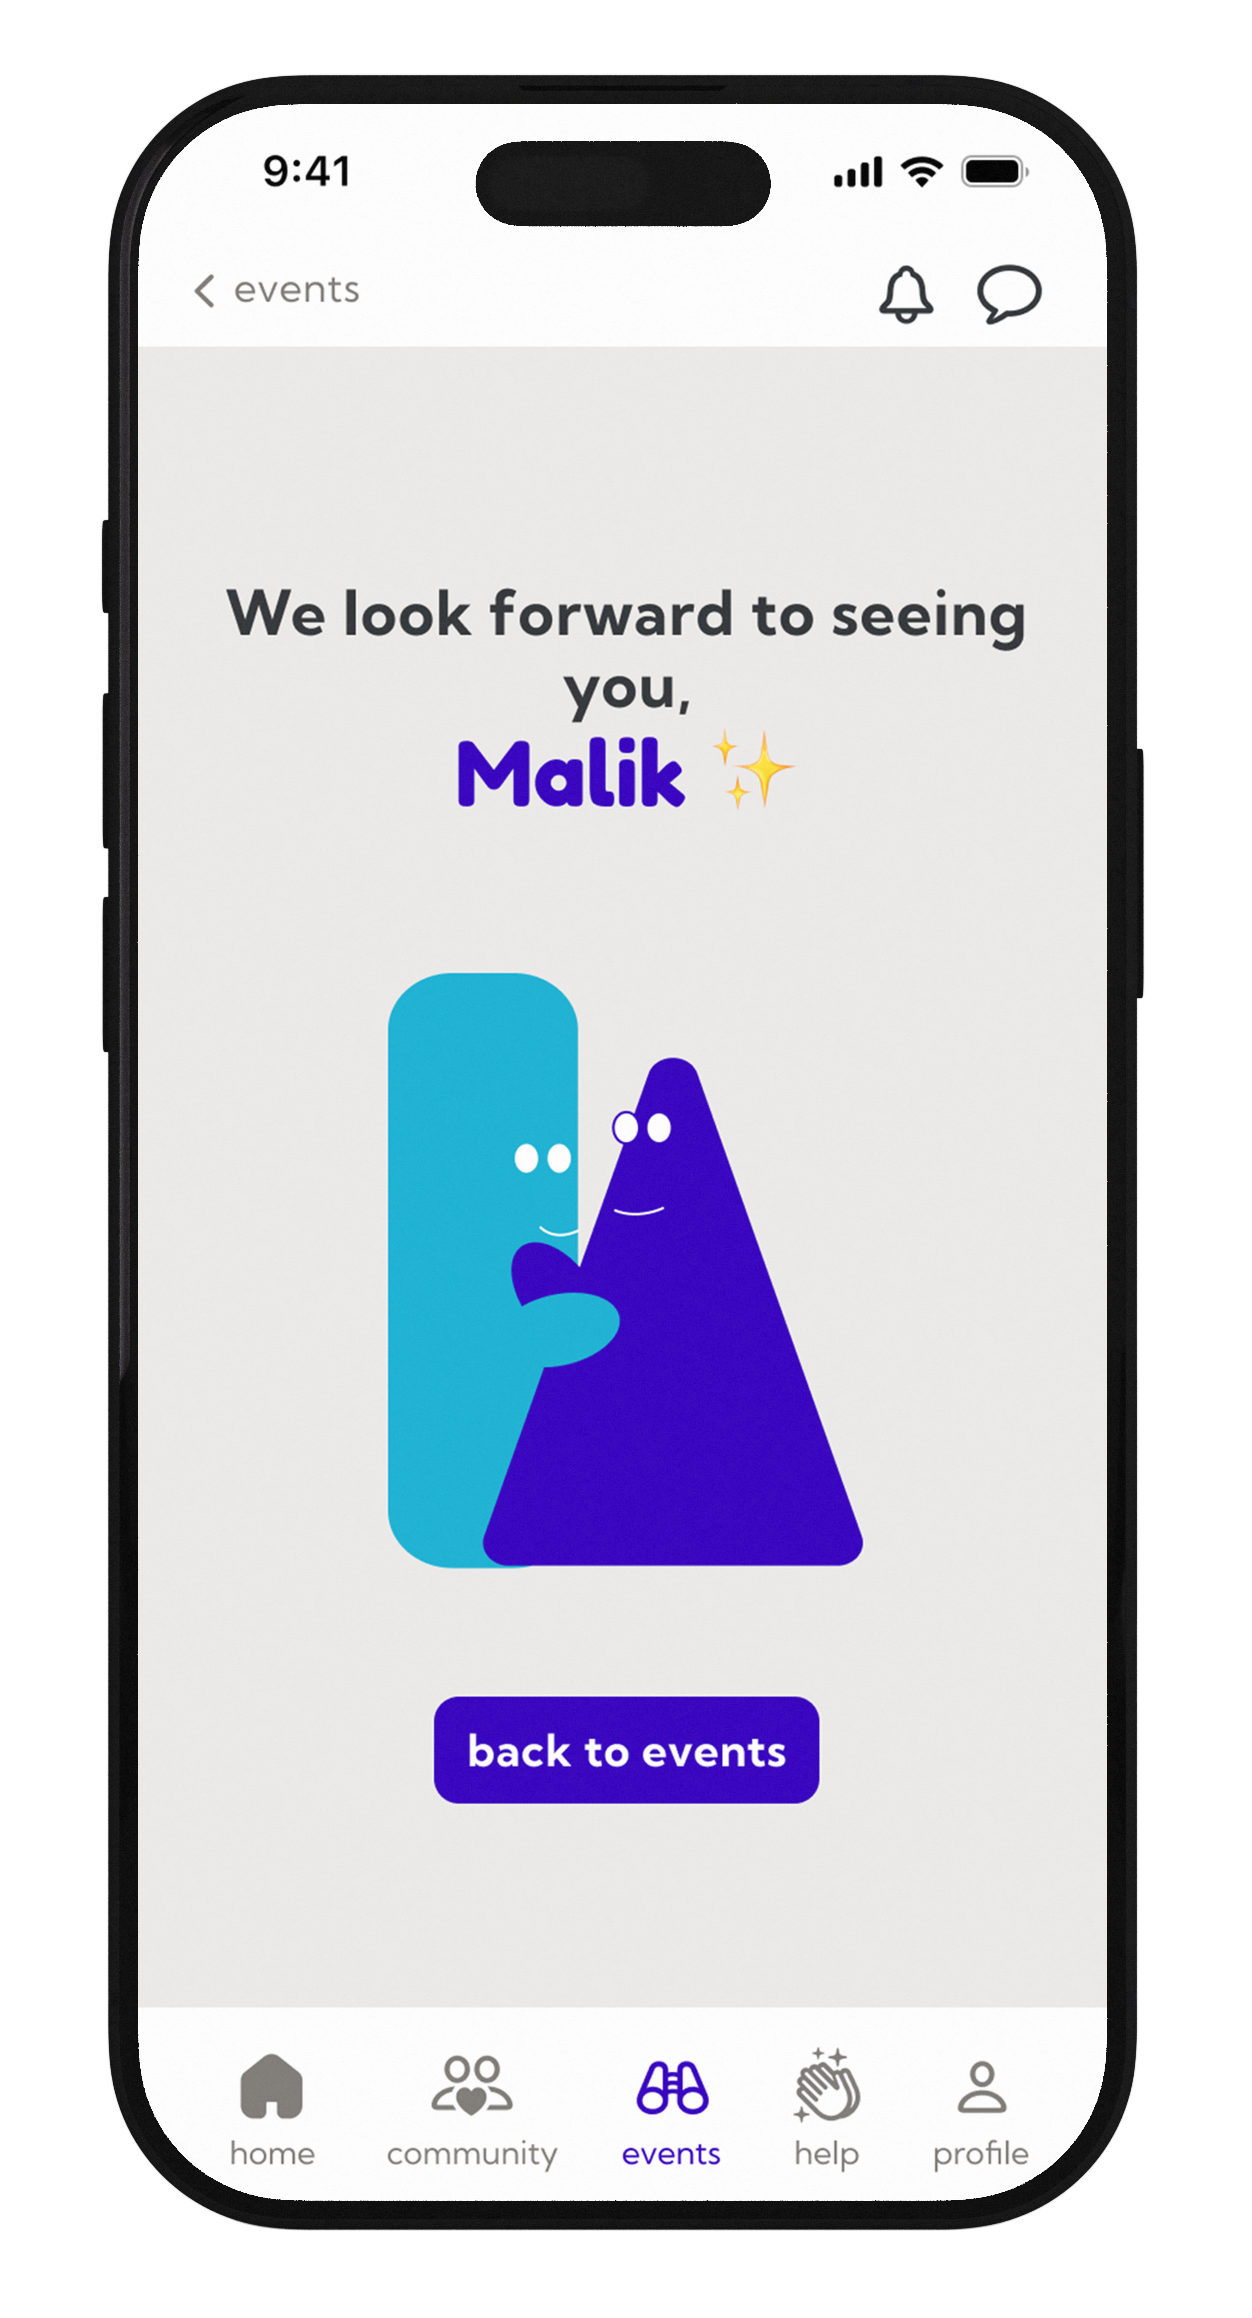 9:41
events
We look forward to seeing
you,
Malik ✨
back to events
home
community
events
help
profile